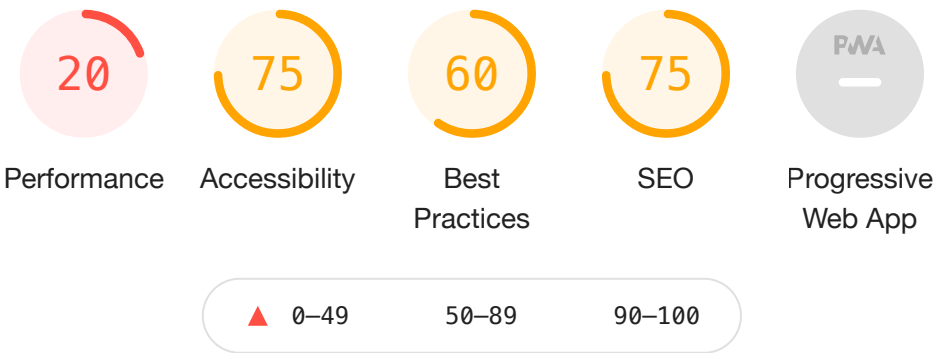 20 75 60 75 PWA
Performance Accessibility Best SEO Progressive
Practices Web App
0–49 50–89 90–100